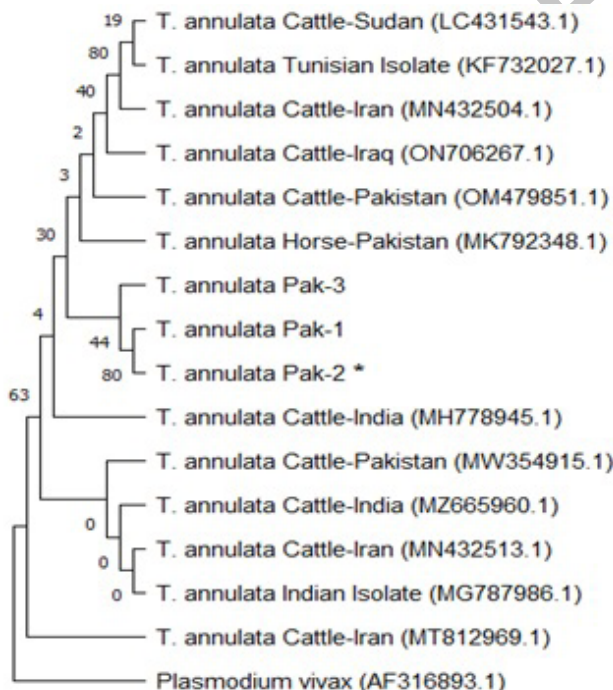 19 T. annulata Cattle-Sudan (LC431543.1)
80 T. annulata Tunisian Isolate (KF732027.1)
40 T. annulata Cattle-Iran (MN432504.1)
2 T. annulata Cattle-Iraq (ON706267.1)
3 T. annulata Cattle-Pakistan (OM479851.1)
30 T. annulata Horse-Pakistan (MK792348.1)
T. annulata Pak-3
4 44 T. annulata Pak-1
80 T. annulata Pak-2 *
63 T. annulata Cattle-India (MH778945.1)
T. annulata Cattle-Pakistan (MW354915.1)
0 T. annulata Cattle-India (MZ665960.1)
0 T. annulata Cattle-Iran (MN432513.1)
0 T. annulata Indian Isolate (MG787986.1)
T. annulata Cattle-Iran (MT812969.1)
Plasmodium vivax (AF316893.1)